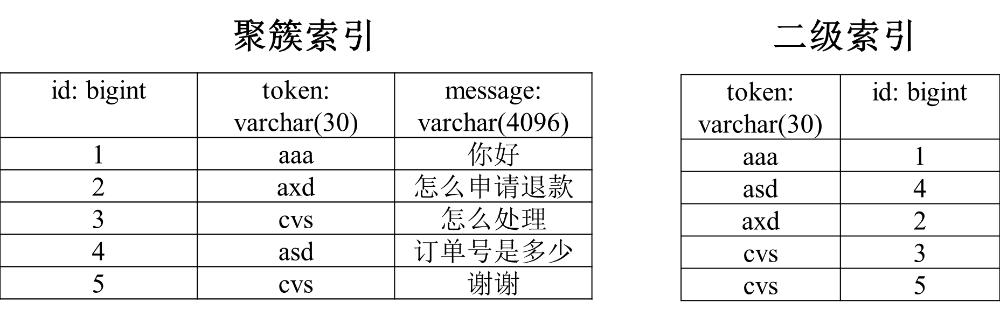 聚簇索引
id: bigint token: message:
varchar(30) varchar(4096)
1 aaa 你好
2 axd 怎么申请退款
3 cvs 怎么处理
4 asd 订单号是多少
5 cvs 谢谢
二级索引
token: id: bigint
varchar(30)
aaa 1
asd 4
axd 2
cvs 3
cvs 5